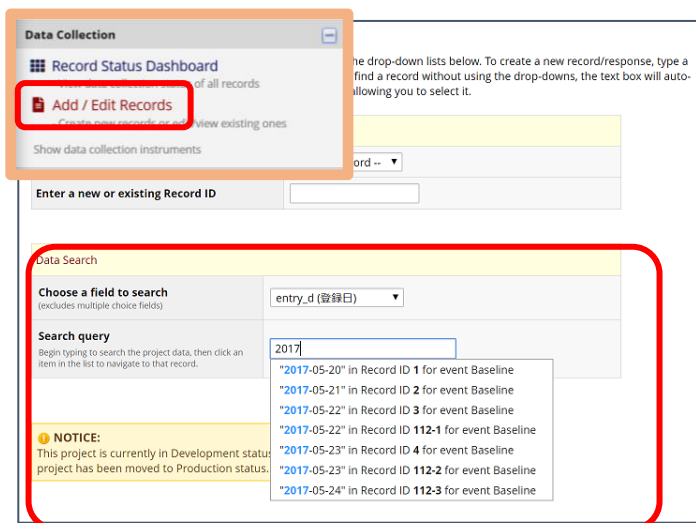 Data Collection
Record Status Dashboard
- View data collection status of all records
Add / Edit Records
- Create new records or edit/view existing ones
Show data collection instruments
he drop-down lists below. To create a new record/response, type a
find a record without using the drop-downs, the text box will auto-
allowing you to select it.
ord --
Enter a new or existing Record ID
Data Search
Choose a field to search
(excludes multiple choice fields)
entry_d (登録日)
Search query
Begin typing to search the project data, then click an
item in the list to navigate to that record.
2017
"2017-05-20" in Record ID 1 for event Baseline
"2017-05-21" in Record ID 2 for event Baseline
"2017-05-22" in Record ID 3 for event Baseline
"2017-05-22" in Record ID 112-1 for event Baseline
"2017-05-23" in Record ID 4 for event Baseline
"2017-05-23" in Record ID 112-2 for event Baseline
"2017-05-24" in Record ID 112-3 for event Baseline
NOTICE:
This project is currently in Development status
project has been moved to Production status.